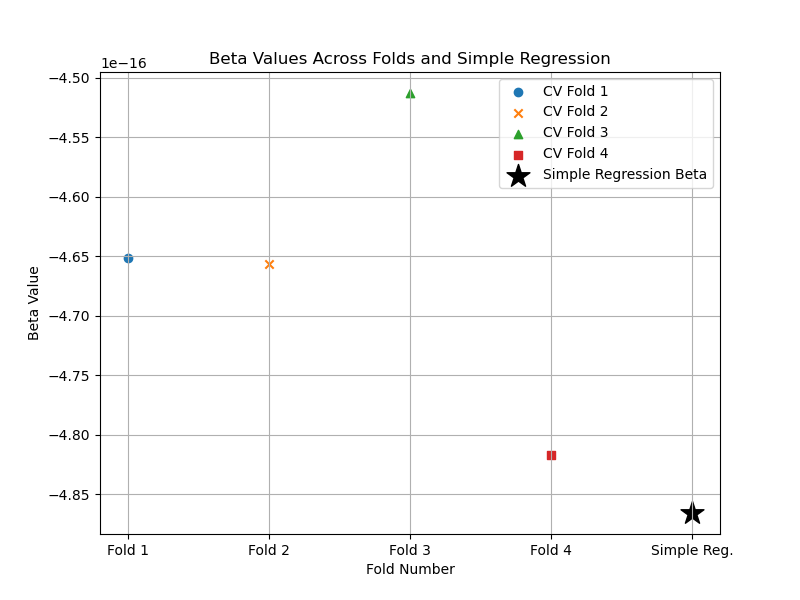 Beta Values Across Folds and Simple Regression
1e−16
−4.50
−4.55
−4.60
−4.65
−4.70
−4.75
−4.80
−4.85
Beta Value
CV Fold 1
CV Fold 2
CV Fold 3
CV Fold 4
Simple Regression Beta
Fold 1 Fold 2 Fold 3 Fold 4 Simple Reg.
Fold Number